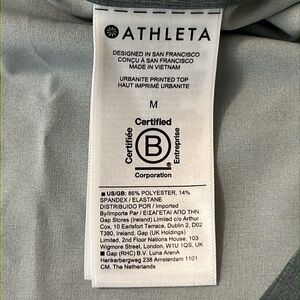 ATHLETA
DESIGNED IN SAN FRANCISCO
CONÇU À SAN FRANCISCO
MADE IN VIETNAM
URBANITE PRINTED TOP
HAUT IMPRIMÉ URBANITE
M
Certified
Certifiée
B
Entreprise
Corporation
■ US/GB: 86% POLYESTER, 14%
SPANDEX / ELASTANE
DISTRIBUIDO POR / Imported
By/Importe Par / ΕΙΣΑΓΕΤΑΙ ΑΠΟ ΤΗΝ
Gap Stores (Ireland) Limited c/o Arthur
Cox, 10 Earlsfort Terrace, Dublin 2, D02
T380, Ireland, Gap (UK Holdings)
Limited, 2nd Floor Nations House, 103
Wigmore Street, London, W1U 1QS, UK
■ Gap (RHC) B.V. Luna ArenA
Herikerbergweg 238 Amsterdam 1101
CM, The Netherlands